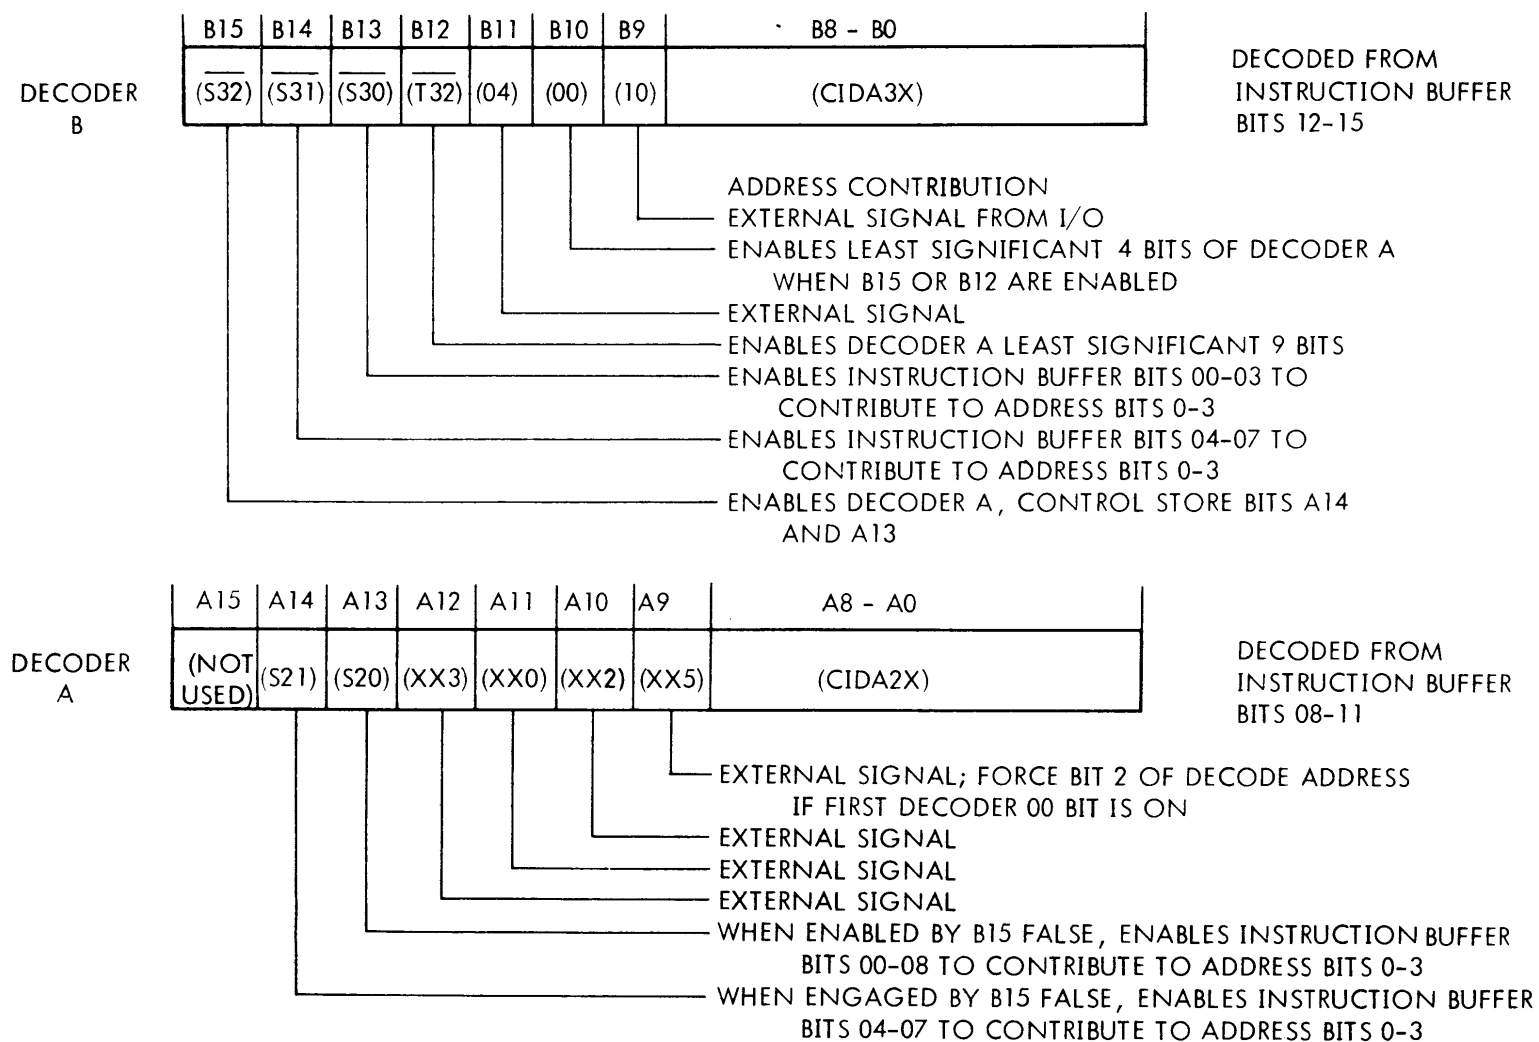 B15 B14 B13 B12 B11 B10 B9 B8 - B0
DECODER B
(S32) (S31) (S30) (T32) (04) (00) (10) (CIDA3X)
DECODED FROM
INSTRUCTION BUFFER
BITS 12-15
ADDRESS CONTRIBUTION
EXTERNAL SIGNAL FROM I/O
ENABLES LEAST SIGNIFICANT 4 BITS OF DECODER A
WHEN B15 OR B12 ARE ENABLED
EXTERNAL SIGNAL
ENABLES DECODER A LEAST SIGNIFICANT 9 BITS
ENABLES INSTRUCTION BUFFER BITS 00-03 TO
CONTRIBUTE TO ADDRESS BITS 0-3
ENABLES INSTRUCTION BUFFER BITS 04-07 TO
CONTRIBUTE TO ADDRESS BITS 0-3
ENABLES DECODER A, CONTROL STORE BITS A14
AND A13
A15 A14 A13 A12 A11 A10 A9 A8 - A0
DECODER A
(NOT USED) (S21) (S20) (XX3) (XX0) (XX2) (XX5) (CIDA2X)
DECODED FROM
INSTRUCTION BUFFER
BITS 08-11
EXTERNAL SIGNAL; FORCE BIT 2 OF DECODE ADDRESS
IF FIRST DECODER 00 BIT IS ON
EXTERNAL SIGNAL
EXTERNAL SIGNAL
EXTERNAL SIGNAL
WHEN ENABLED BY B15 FALSE, ENABLES INSTRUCTION BUFFER
BITS 00-08 TO CONTRIBUTE TO ADDRESS BITS 0-3
WHEN ENGAGED BY B15 FALSE, ENABLES INSTRUCTION BUFFER
BITS 04-07 TO CONTRIBUTE TO ADDRESS BITS 0-3